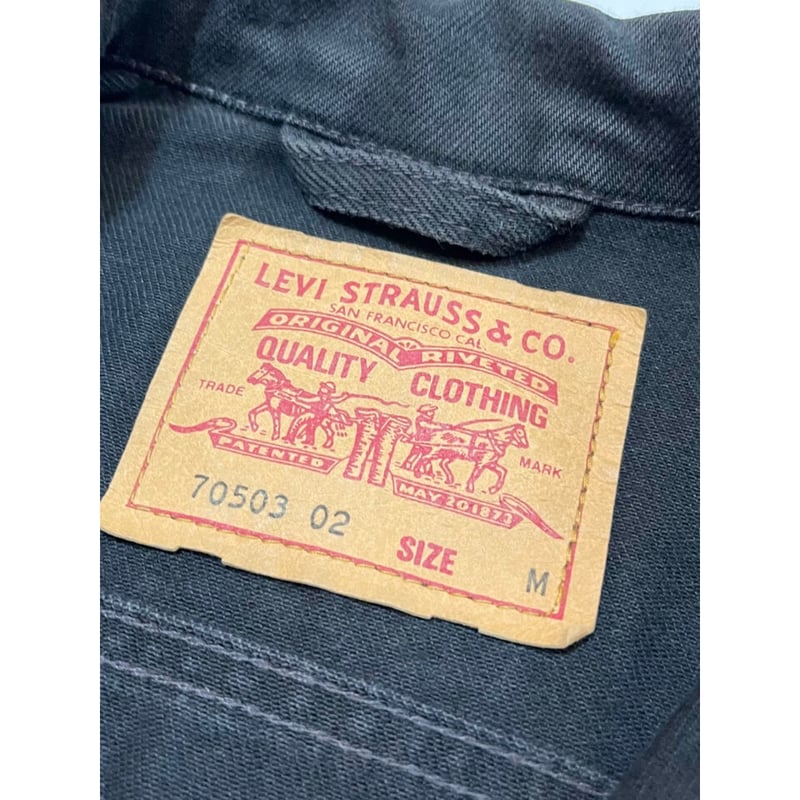 LEVI STRAUSS & CO.
SAN FRANCISCO CAL
ORIGINAL RIVETED
QUALITY CLOTHING
TRADE MARK
PATENTED MAY 20 1873
70503 02
SIZE M